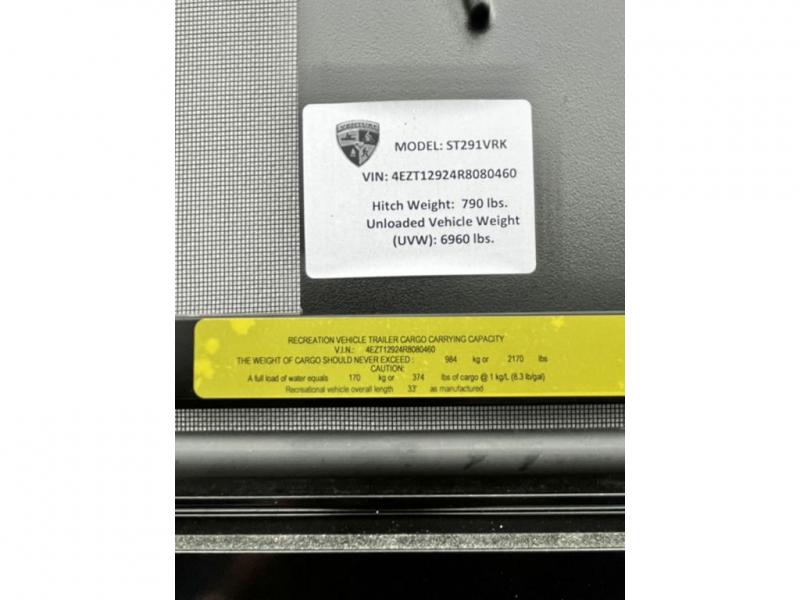 MODEL: ST291VRK
VIN: 4EZT12924R8080460
Hitch Weight: 790 lbs.
Unloaded Vehicle Weight
(UVW): 6960 lbs.
RECREATION VEHICLE TRAILER CARGO CARRYING CAPACITY
V.I.N.: 4EZT12924R8080460
THE WEIGHT OF CARGO SHOULD NEVER EXCEED : 984 kg or 2170 lbs
CAUTION:
A full load of water equals 170 kg or 374 lbs of cargo @ 1 kg/L (8.3 lb/gal)
Recreational vehicle overall length 33' as manufactured